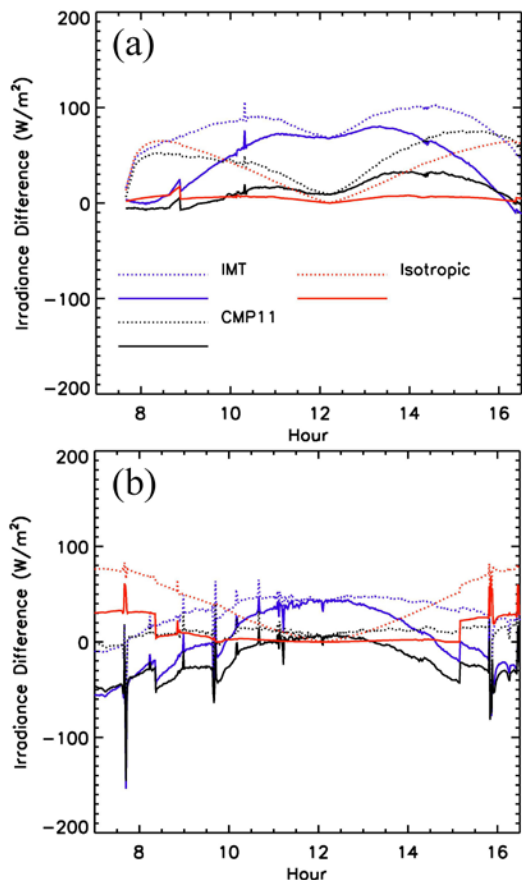 (a)
Irradiance Difference (W/m²)
200
100
0
−100
−200
IMT
Isotropic
CMP11
8
10
12
14
16
Hour
(b)
Irradiance Difference (W/m²)
200
100
0
−100
−200
8
10
12
14
16
Hour